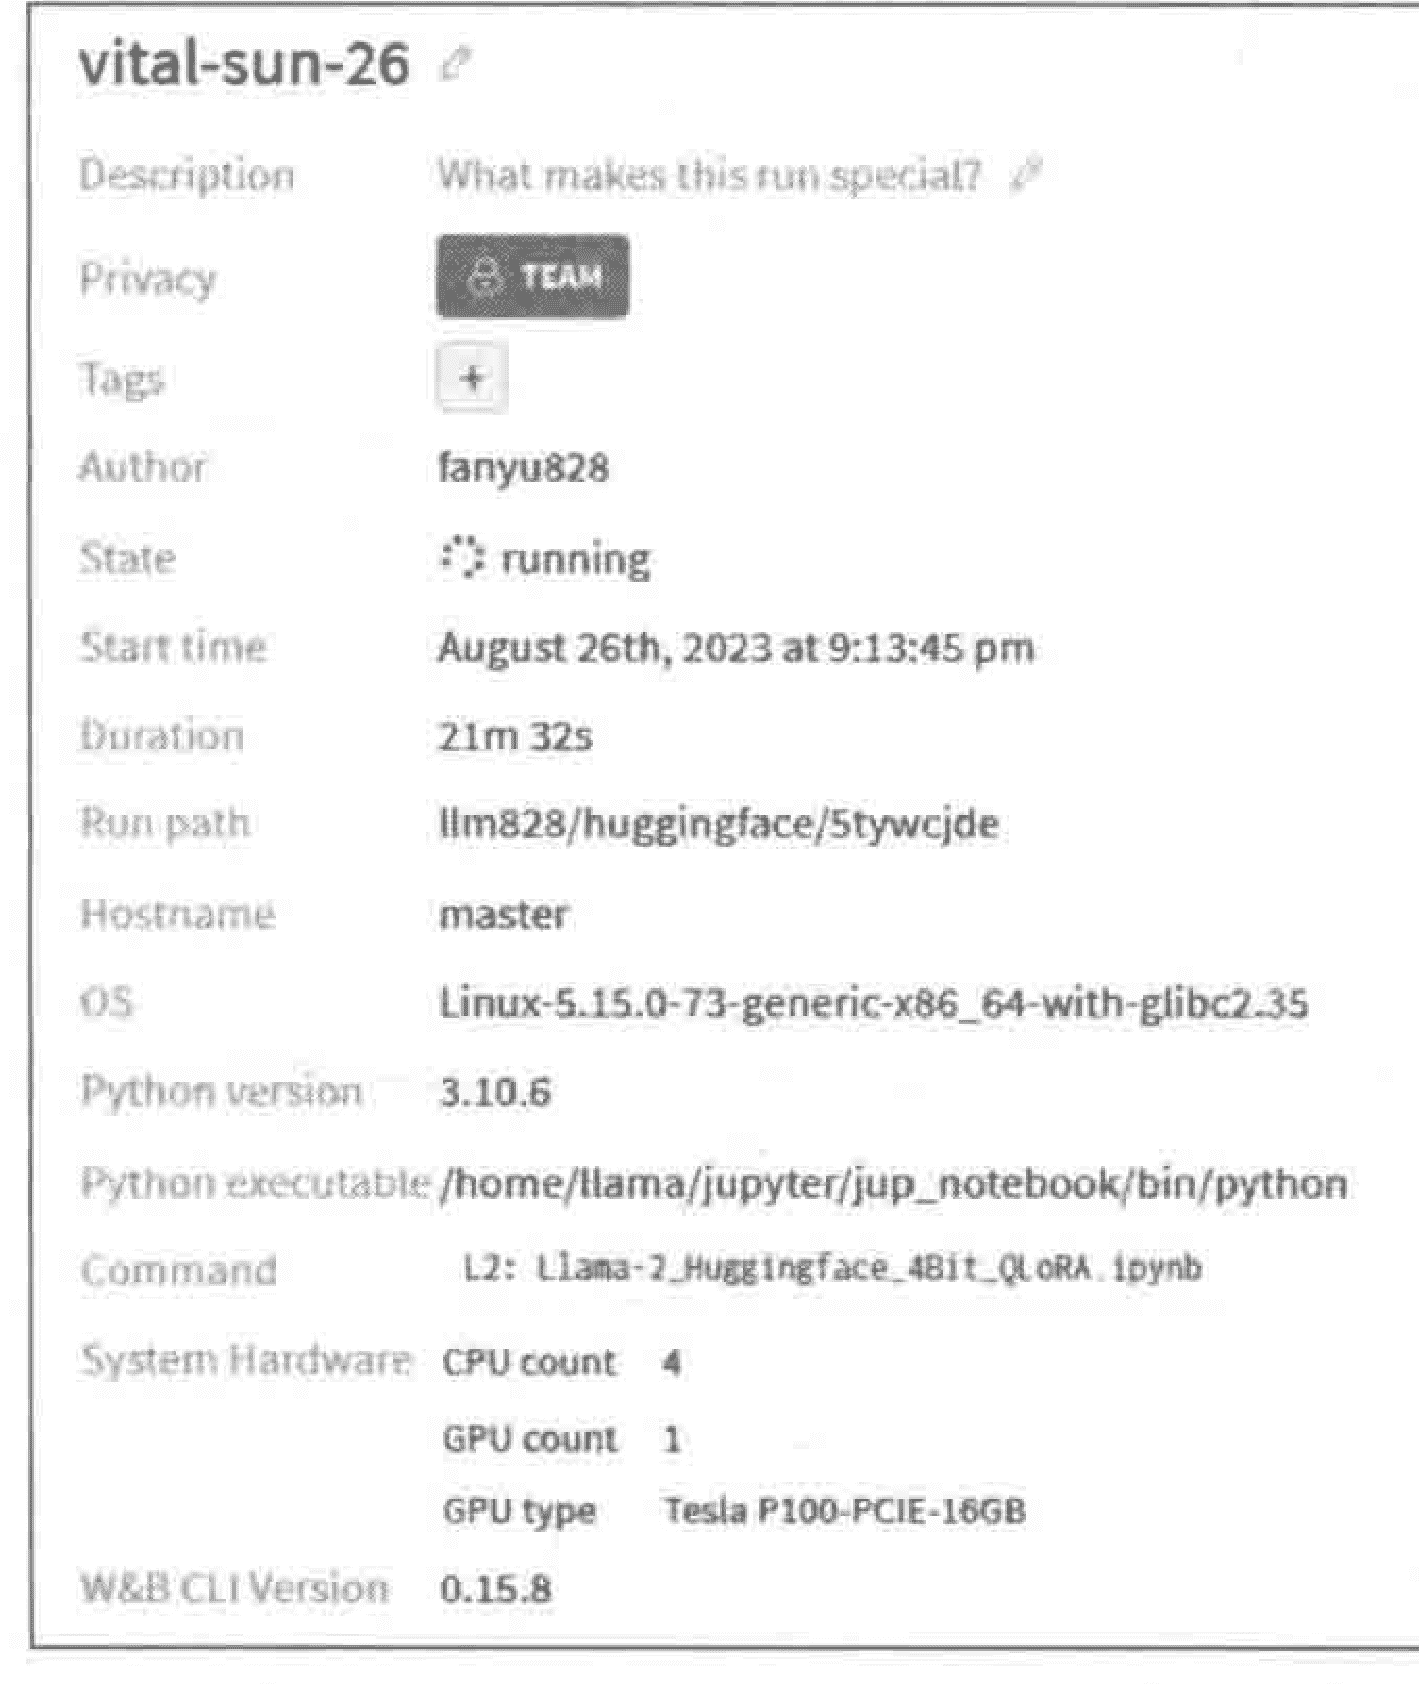 vital-sun-26
Description What makes this run special?
Privacy TEAM
Tags +
Author fanyu828
State running
Start time August 26th, 2023 at 9:13:45 pm
Duration 21m 32s
Run path llm828/huggingface/5tywcjde
Hostname master
OS Linux-5.15.0-73-generic-x86_64-with-glibc2.35
Python version 3.10.6
Python executable /home/llama/jupyter/jup_notebook/bin/python
Command L2: Llama-2_Huggingface_4Bit_QLoRA.ipynb
System Hardware CPU count 4
GPU count 1
GPU type Tesla P100-PCIE-16GB
W&B CLI Version 0.15.8